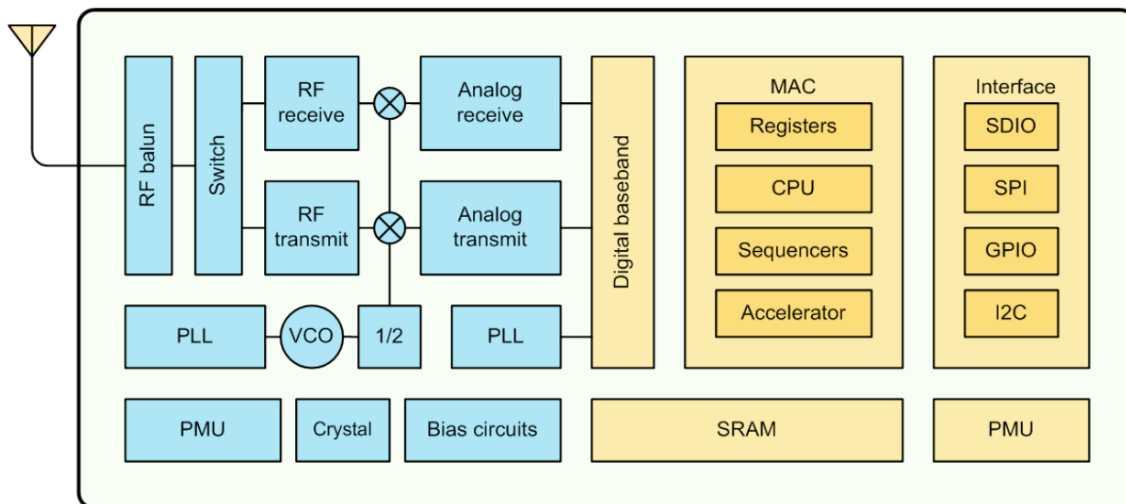 RF balun
Switch
RF
receive
Analog
receive
RF
transmit
Analog
transmit
PLL
VCO
1/2
PLL
Digital baseband
MAC
Registers
CPU
Sequencers
Accelerator
Interface
SDIO
SPI
GPIO
I2C
PMU
Crystal
Bias circuits
SRAM
PMU